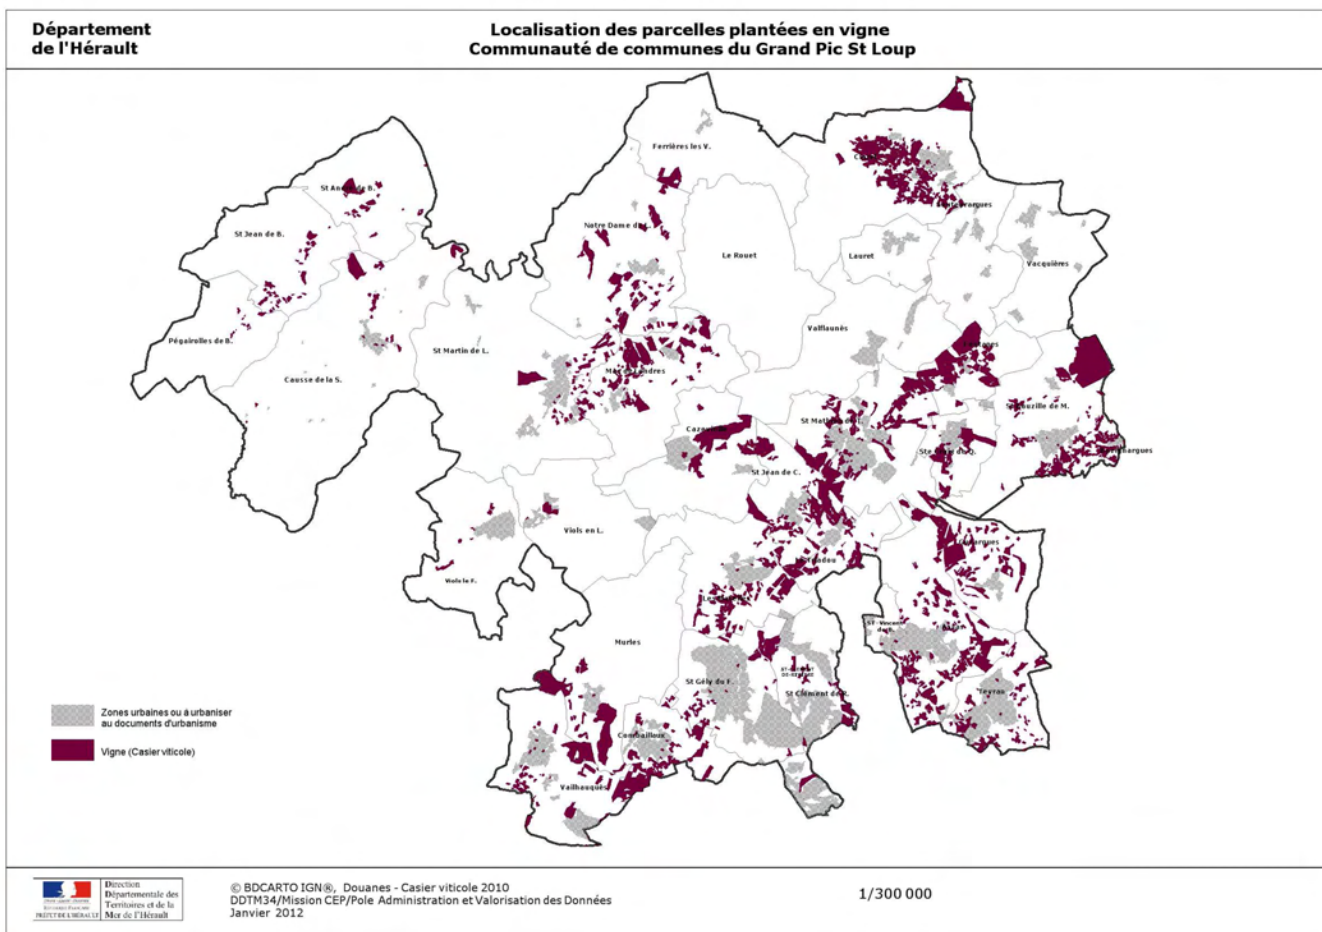 Département
de l'Hérault
Localisation des parcelles plantées en vigne
Communauté de communes du Grand Pic St Loup
Ferrières les V.
St Jean de B.
Notre Dame de L.
Le Rouet
Lauret
Vacquières
Pégairolles de B.
St Martin de L.
Valflaunès
Causse de la S.
St Jean de C.
Viols en L.
Viols le F.
Murles
St Gély du F.
St Clément de R.
Combaillaux
Teyran
Vailhauquès
Zones urbaines ou à urbaniser
au documents d'urbanisme
Vigne (Casier viticole)
Direction
Départementale des
Territoires et de la
Mer de l'Hérault
PRÉFET DE L'HÉRAULT
© BDCARTO IGN®, Douanes - Casier viticole 2010
DDTM34/Mission CEP/Pole Administration et Valorisation des Données
Janvier 2012
1/300 000